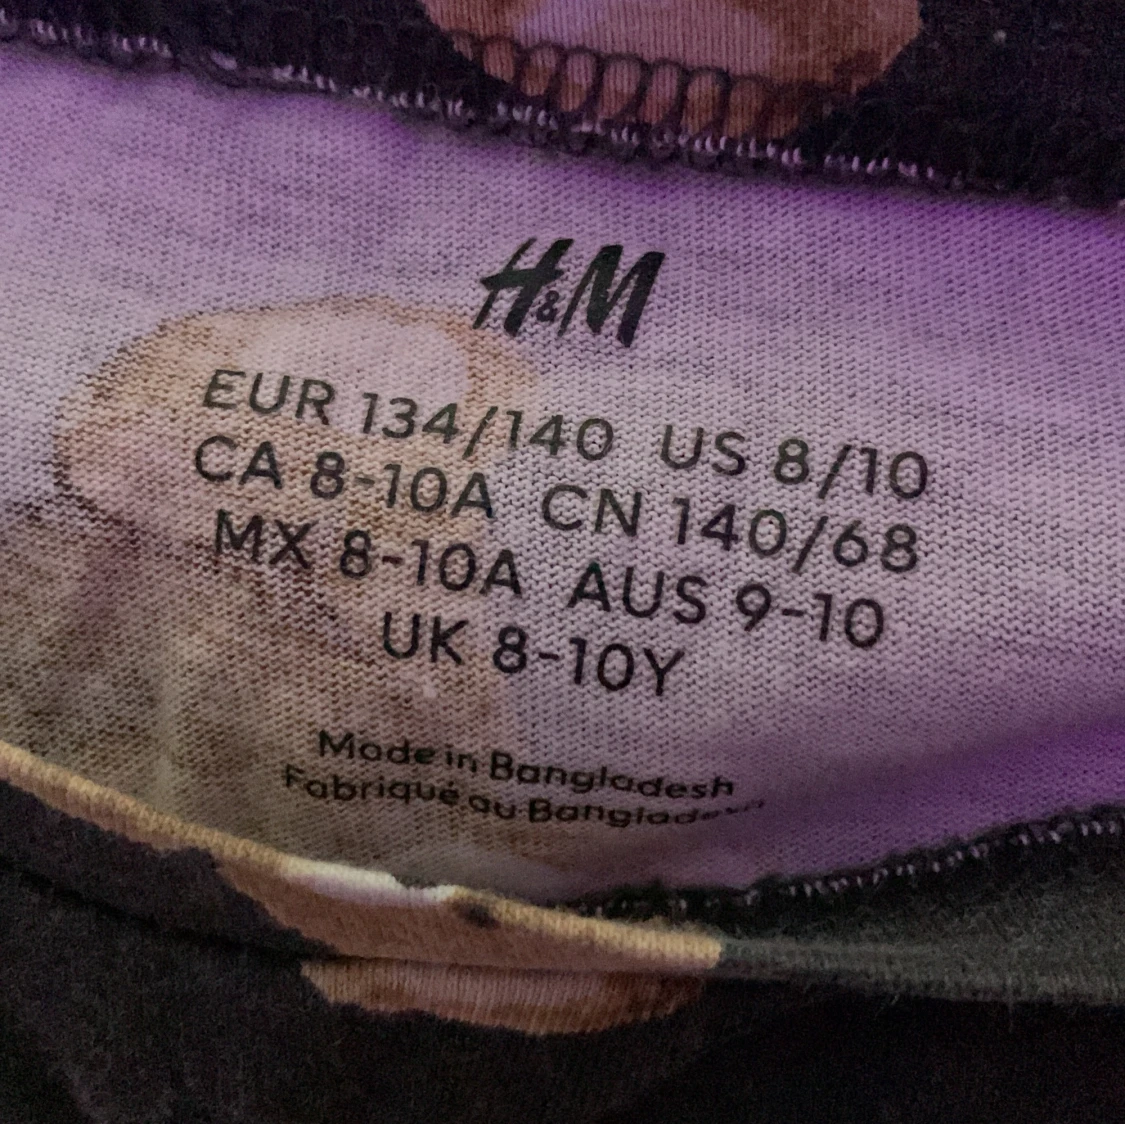 H&M
EUR 134/140 US 8/10
CA 8-10A CN 140/68
MX 8-10A AUS 9-10
UK 8-10Y
Made in Bangladesh
Fabriqué au